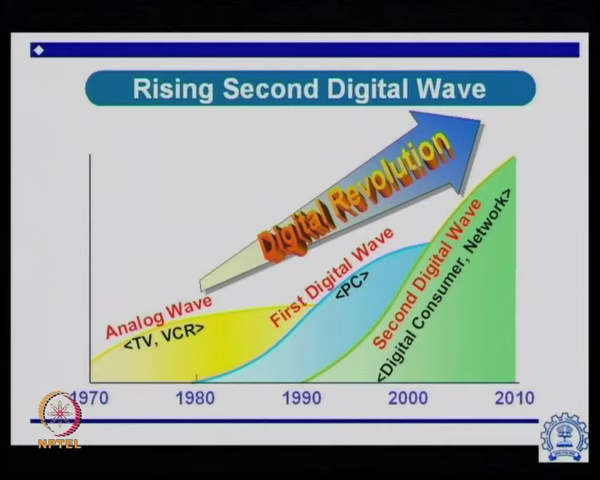 Rising Second Digital Wave
Digital Revolution
Analog Wave
<TV, VCR>
First Digital Wave
<PC>
Second Digital Wave
<Digital Consumer, Network>
1970 1980 1990 2000 2010
NPTEL